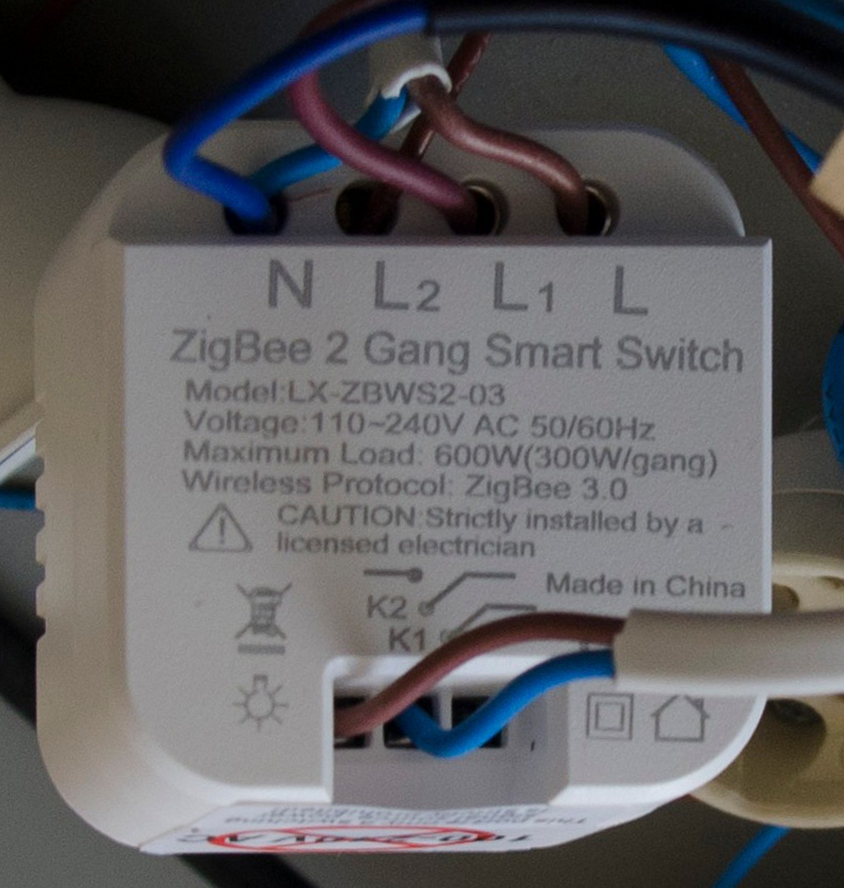 N L2 L1 L
ZigBee 2 Gang Smart Switch
Model:LX-ZBWS2-03
Voltage:110~240V AC 50/60Hz
Maximum Load: 600W(300W/gang)
Wireless Protocol: ZigBee 3.0
CAUTION:Strictly installed by a
licensed electrician
Made in China
K2
K1